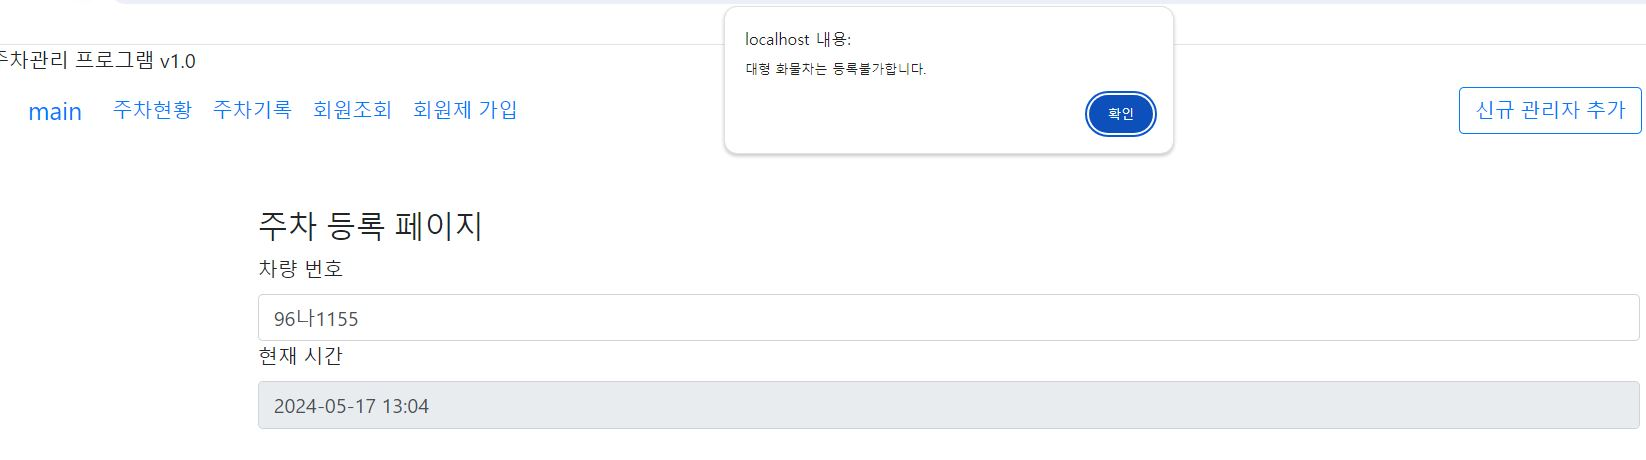 localhost 내용:
대형 화물차는 등록불가합니다.
확인
주차관리 프로그램 v1.0
main 주차현황 주차기록 회원조회 회원제 가입 신규 관리자 추가
주차 등록 페이지
차량 번호
96나1155
현재 시간
2024-05-17 13:04